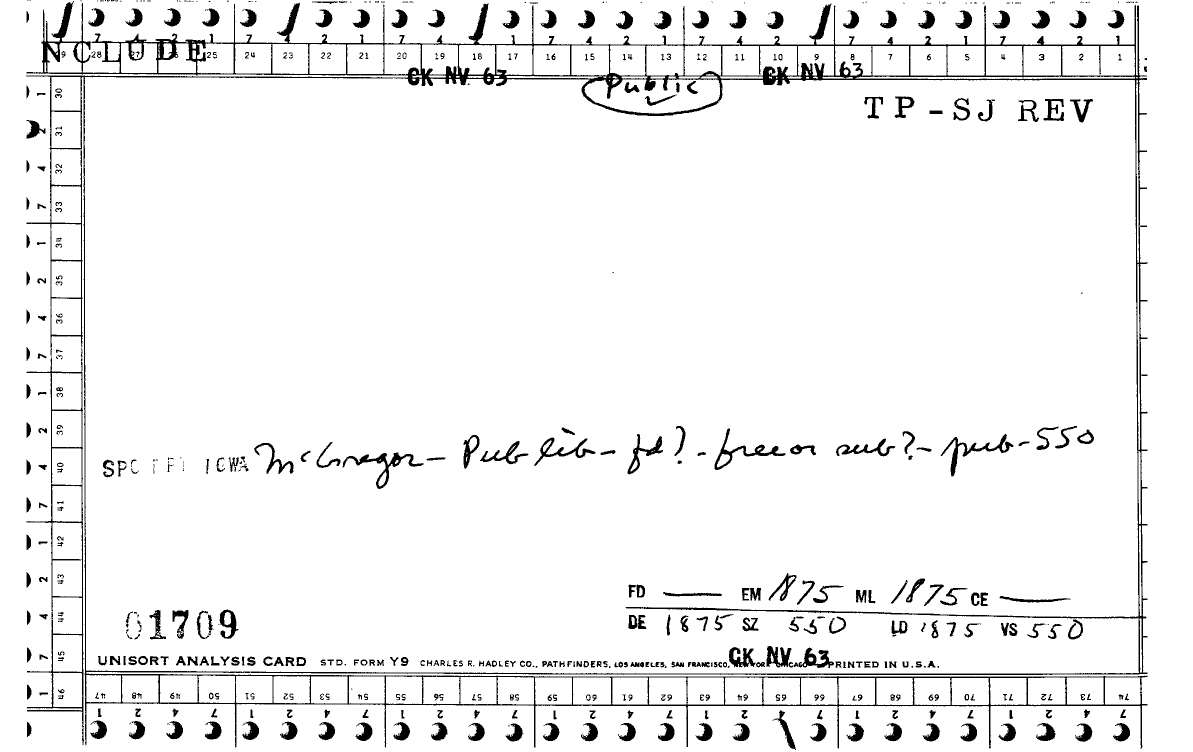 7 4 2 1 7 4 2 1 7 4 2 1 7 4 2 1 7 4 2 1 7 4 2 1 7 4 2 1
NCLUDE
29 28 27 26 25 24 23 22 21 20 19 18 17 16 15 14 13 12 11 10 9 8 7 6 5 4 3 2 1
CK NV 63
Public
CK NV 63
TP-SJ REV
1 30
2 31
4 32
7 33
1 34
2 35
4 36
7 37
1 38
2 39
4 40
7 41
1 42
2 43
4 44
7 45
1 46
IOWA McGregor - Pub lib - fd? - free or sub? - pub - 550
FD — EM 1875 ML 1875 CE —
DE 1875 SZ 550 LD 1875 VS 550
01709
UNISORT ANALYSIS CARD STD. FORM Y9 CHARLES R. HADLEY CO., PATHFINDERS, LOS ANGELES, SAN FRANCISCO, NEW YORK CHICAGO PRINTED IN U.S.A.
CK NV 63
47 48 49 50 51 52 53 54 55 56 57 58 59 60 61 62 63 64 65 66 67 68 69 70 71 72 73 74
1 2 4 7 1 2 4 7 1 2 4 7 1 2 4 7 1 2 4 7 1 2 4 7 1 2 4 7